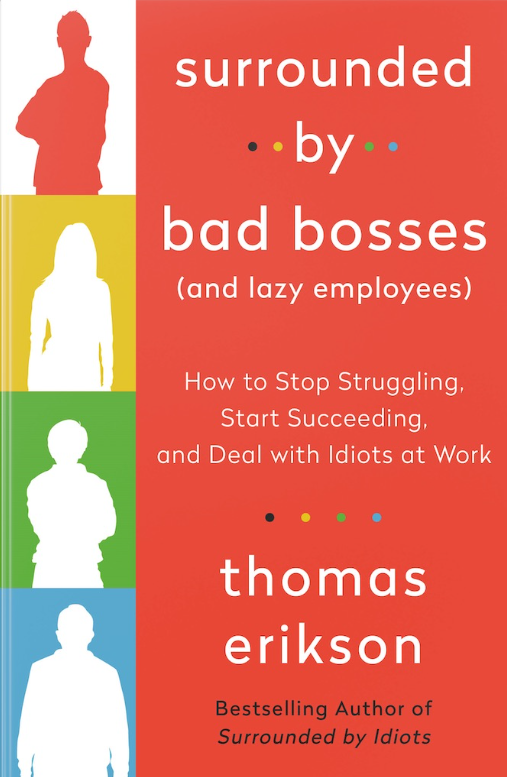 surrounded
by
bad bosses
(and lazy employees)
How to Stop Struggling,
Start Succeeding,
and Deal with Idiots at Work
thomas
erikson
Bestselling Author of
Surrounded by Idiots